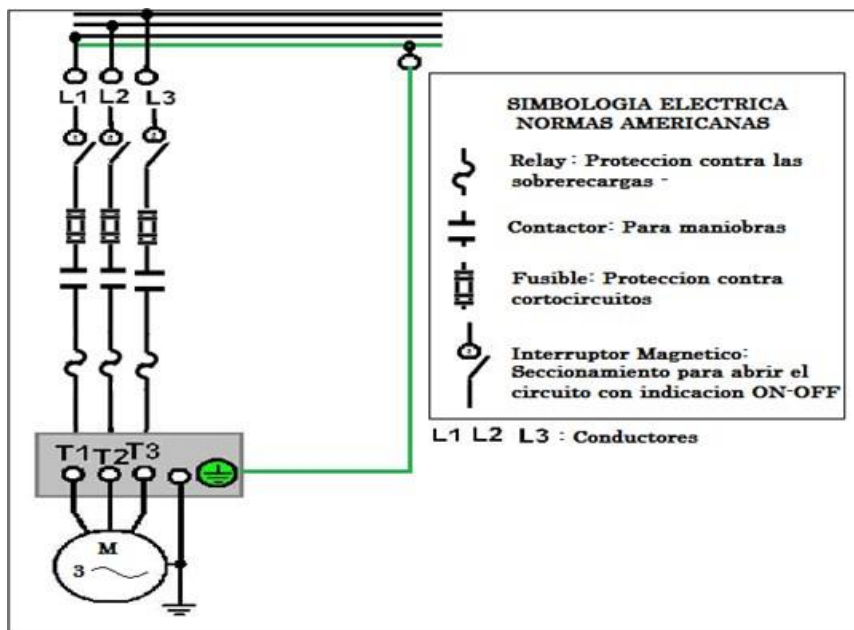 L1 L2 L3
SIMBOLOGIA ELECTRICA
NORMAS AMERICANAS
Relay : Proteccion contra las
sobrerecargas -
Contactor: Para maniobras
Fusible: Proteccion contra
cortocircuitos
Interruptor Magnetico:
Seccionamiento para abrir el
circuito con indicacion ON-OFF
L1 L2 L3 : Conductores
T1 T2 T3
M
3